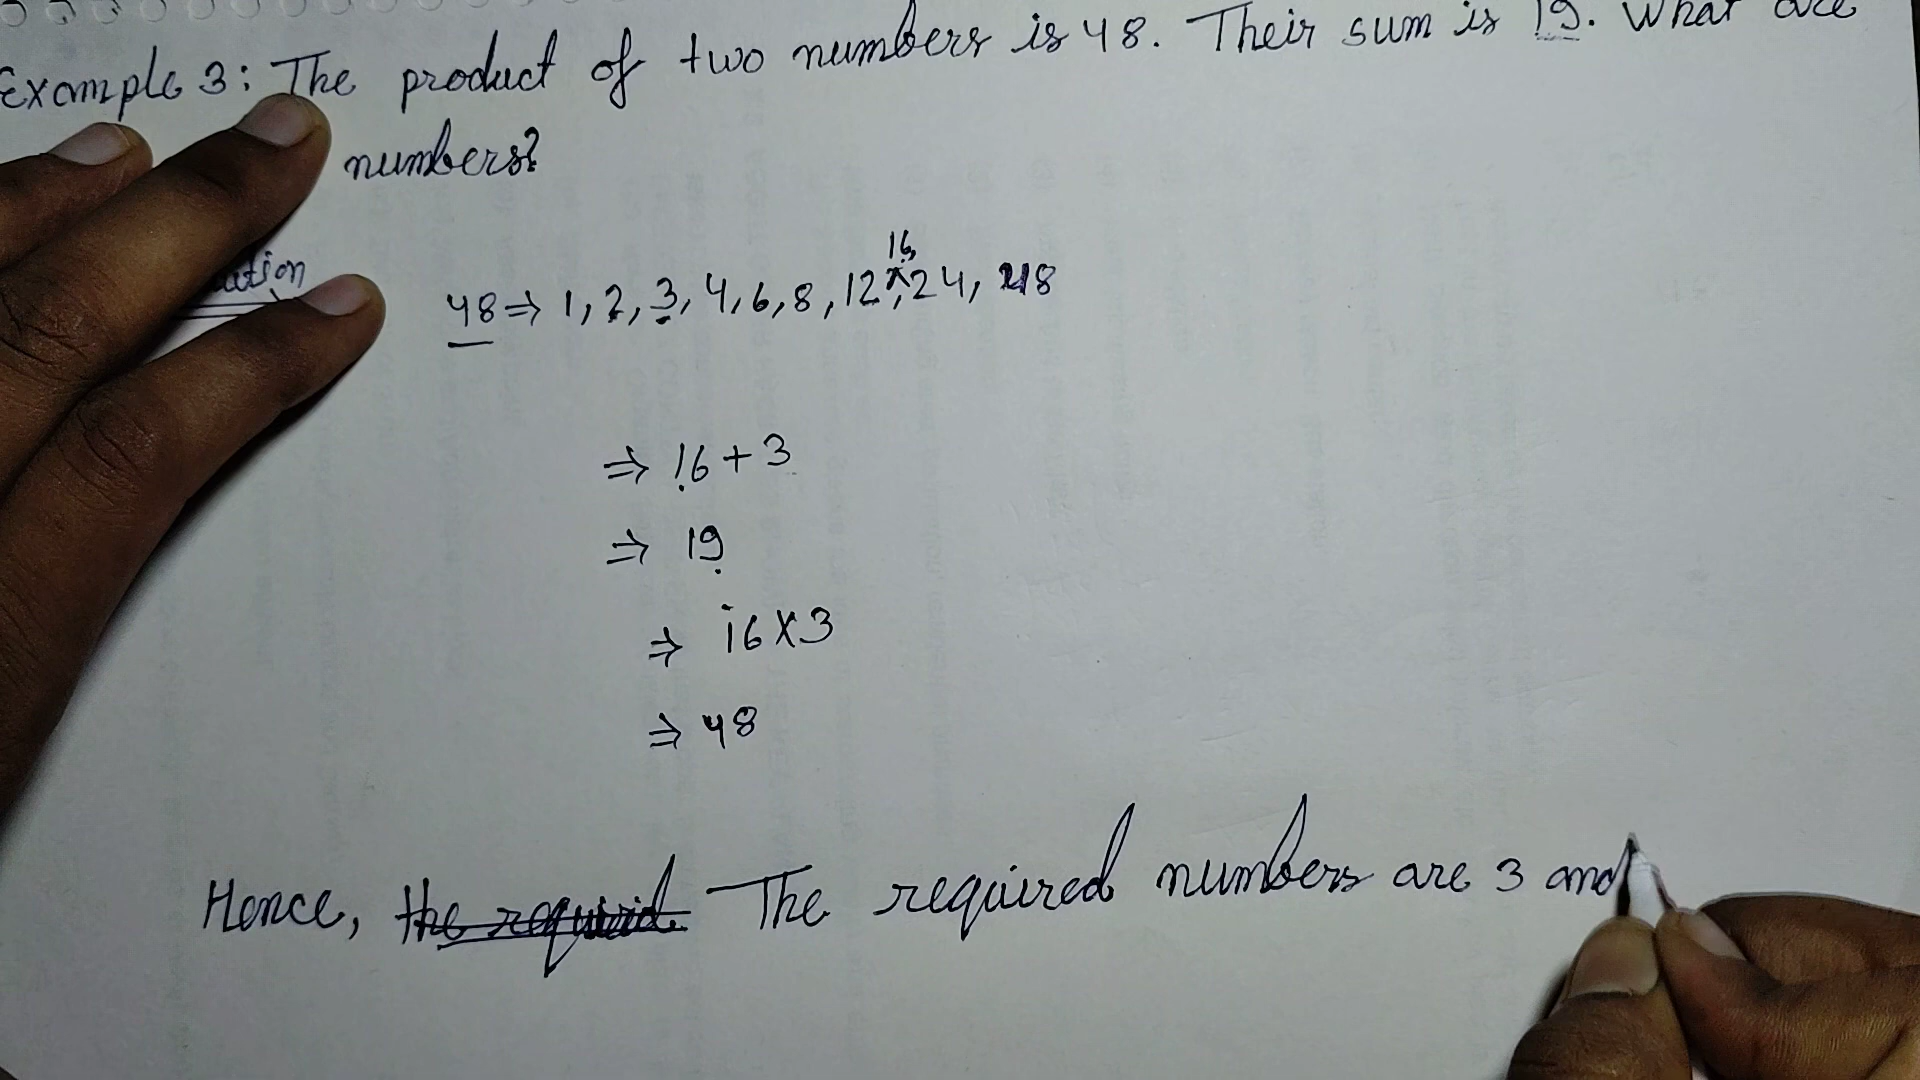 Example 3: The product of two numbers is 48. Their sum is 19. What are
numbers?
16
48 ⇒ 1, 2, 3, 4, 6, 8, 12, 24, 48
⇒ 16 + 3
⇒ 19
⇒ 16 X 3
⇒ 48
Hence, the required The required numbers are 3 and